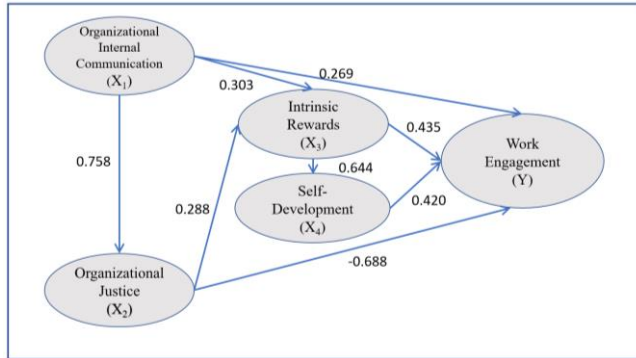 Organizational
Internal
Communication
(X₁)
0.269
0.303
Intrinsic
Rewards
(X₃)
0.435
Work
Engagement
(Y)
0.758
0.644
Self-
Development
(X₄)
0.420
0.288
-0.688
Organizational
Justice
(X₂)